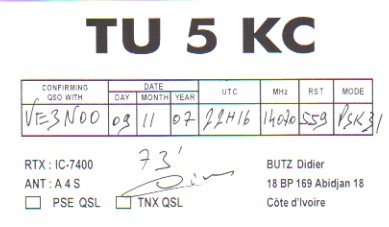 TU 5 KC
CONFIRMING QSO WITH DATE DAY MONTH YEAR UTC MHz RST MODE
VE3NOO 09 11 07 22H16 14070 559 PSK31
RTX : IC-7400 73' BUTZ Didier
ANT : A 4 S 18 BP 169 Abidjan 18
PSE QSL TNX QSL Côte d'Ivoire